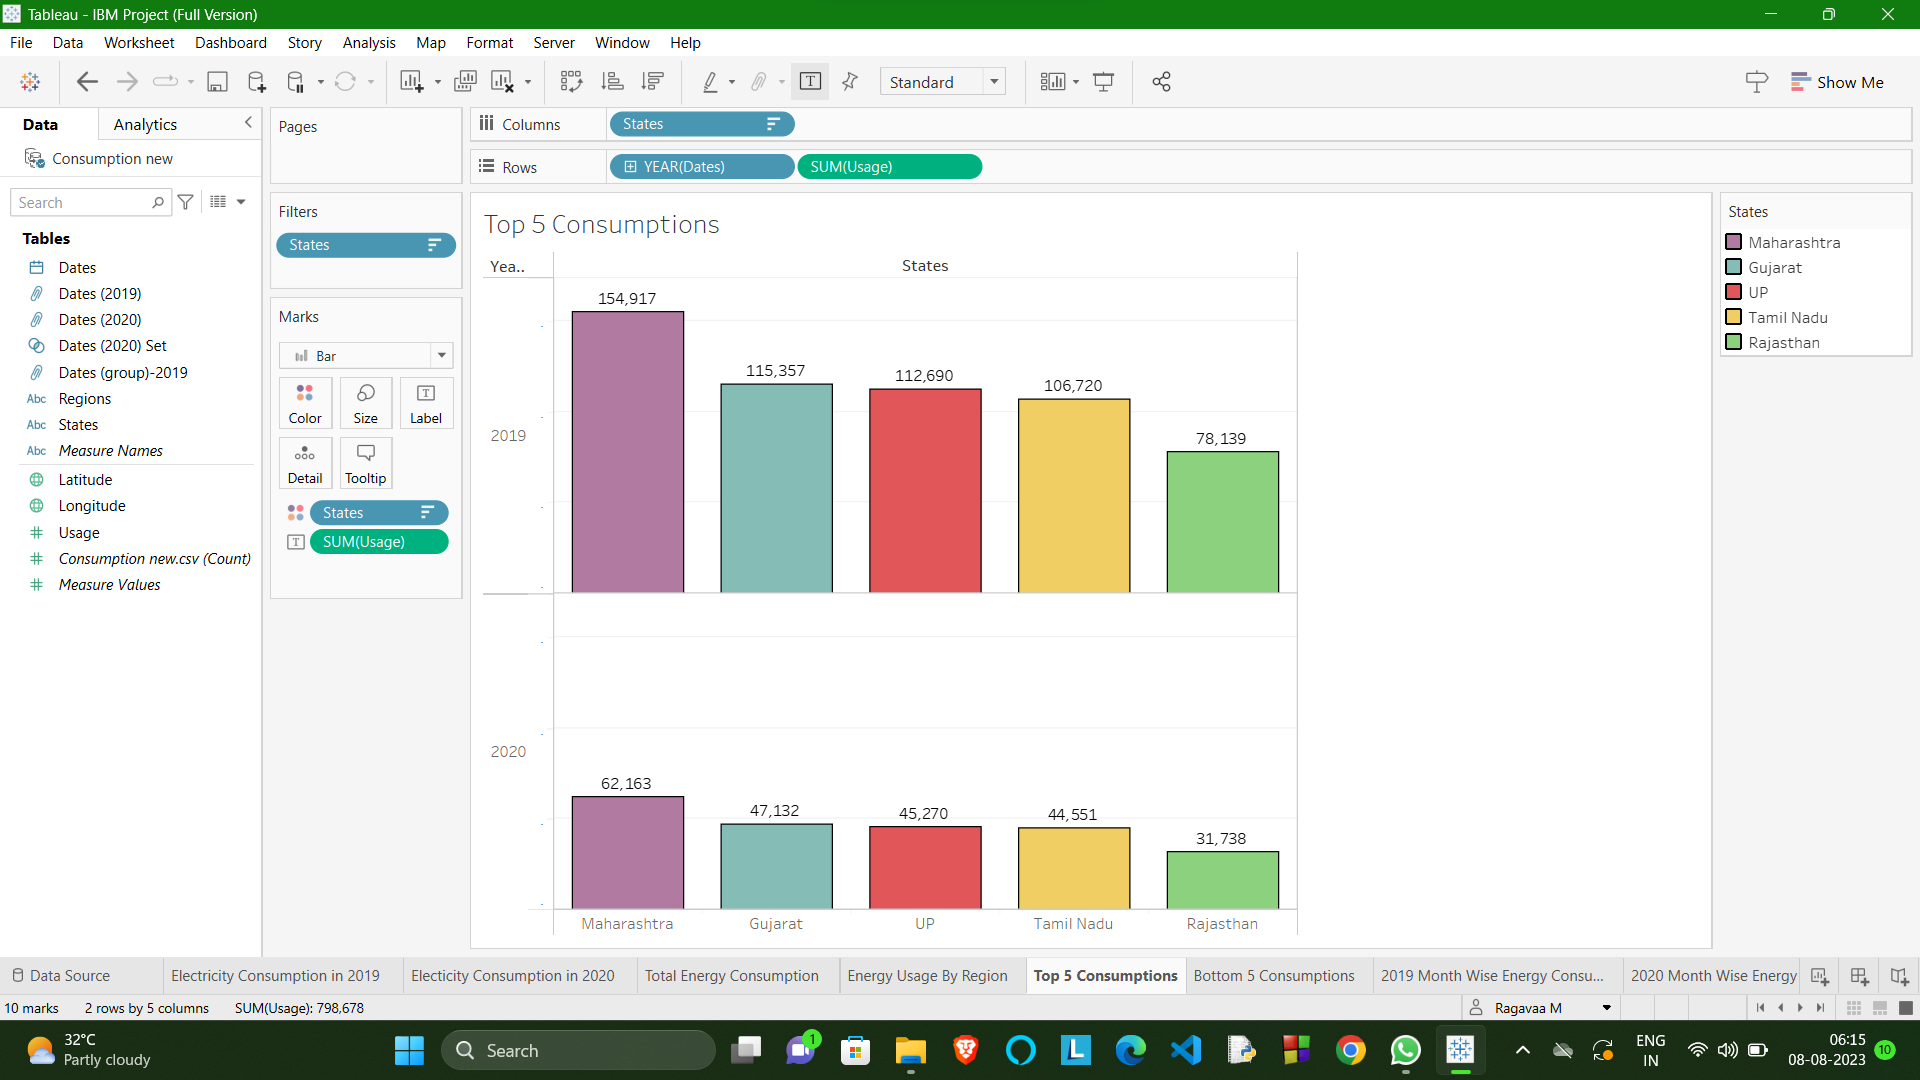 Tableau - IBM Project (Full Version)
File Data Worksheet Dashboard Story Analysis Map Format Server Window Help
Standard
Show Me
Data
Analytics
Consumption new
Search
Tables
Dates
Dates (2019)
Dates (2020)
Dates (2020) Set
Dates (group)-2019
Abc Regions
Abc States
Abc Measure Names
Latitude
Longitude
Usage
Consumption new.csv (Count)
Measure Values
Pages
Filters
States
Marks
Bar
Color Size Label
Detail Tooltip
States
SUM(Usage)
Columns States
Rows YEAR(Dates) SUM(Usage)
Top 5 Consumptions
Yea.. States
154,917
115,357
112,690
106,720
78,139
2019
62,163
47,132
45,270
44,551
31,738
2020
Maharashtra Gujarat UP Tamil Nadu Rajasthan
States
Maharashtra
Gujarat
UP
Tamil Nadu
Rajasthan
Data Source Electricity Consumption in 2019 Electicity Consumption in 2020 Total Energy Consumption Energy Usage By Region Top 5 Consumptions Bottom 5 Consumptions 2019 Month Wise Energy Consu... 2020 Month Wise Energy
10 marks 2 rows by 5 columns SUM(Usage): 798,678
Ragavaa M
32°C
Partly cloudy
Search
1
L
ENG
IN
06:15
08-08-2023
10